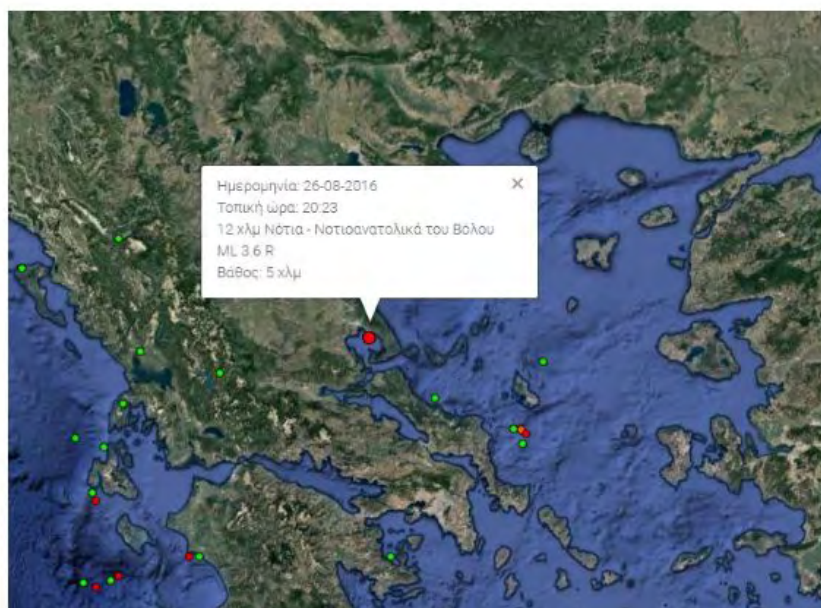 Ημερομηνία: 26-08-2016
Τοπική ώρα: 20:23
12 χλμ Νότια - Νοτιοανατολικά του Βόλου
ML 3.6 R
Βάθος: 5 χλμ